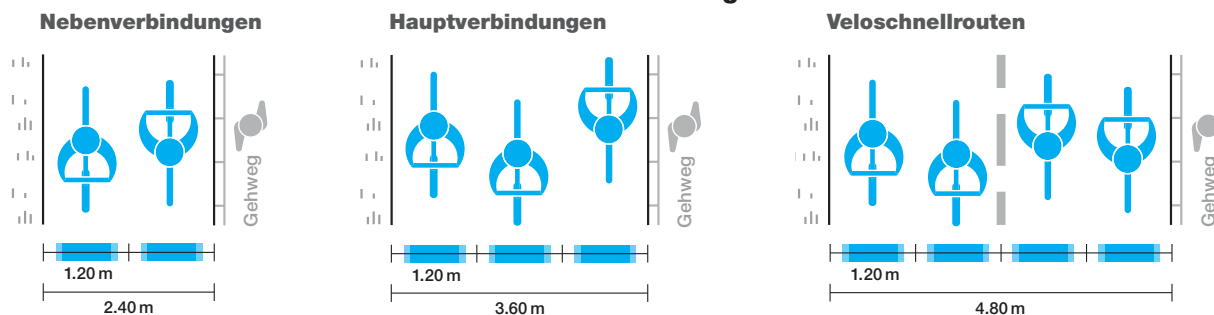 Nebenverbindungen
Gehweg
1.20 m
2.40 m
Hauptverbindungen
Gehweg
1.20 m
3.60 m
Veloschnellrouten
Gehweg
1.20 m
4.80 m